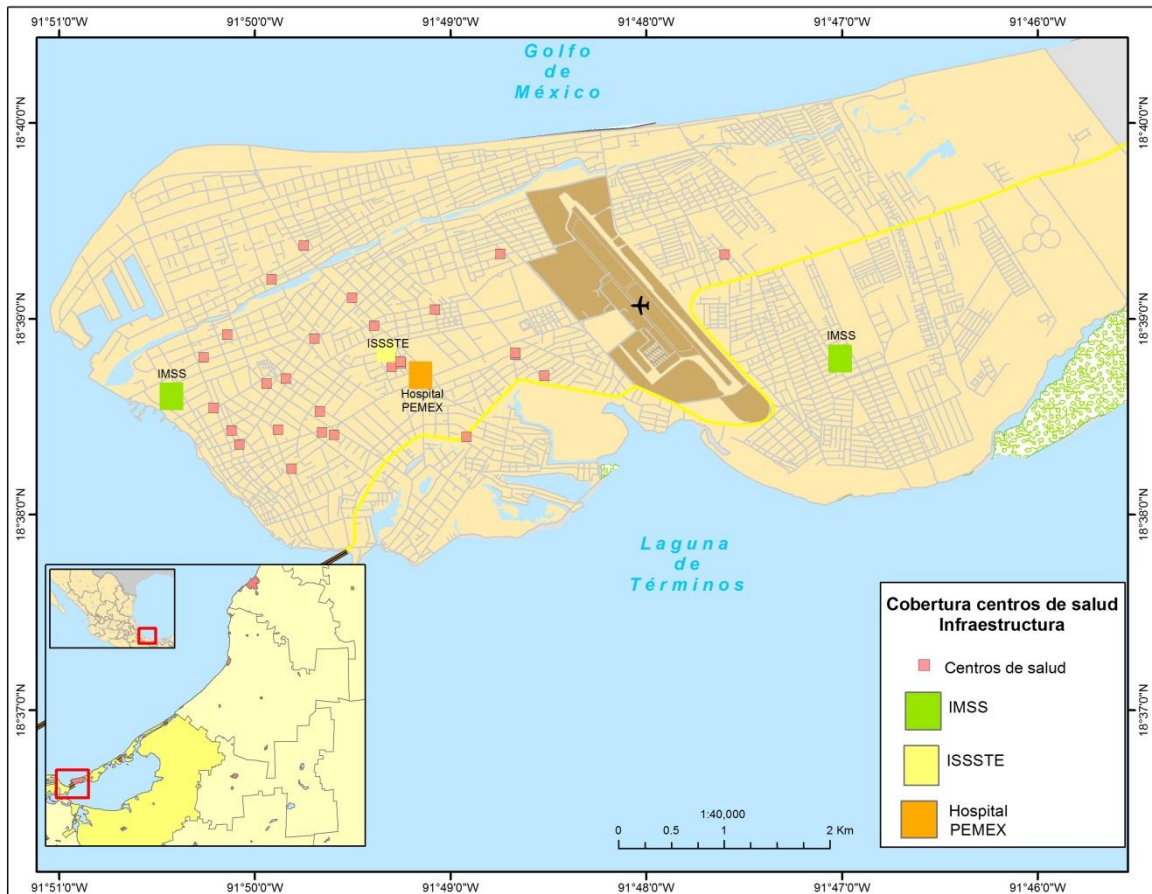 91°51'0"W
91°50'0"W
91°49'0"W
91°48'0"W
91°47'0"W
91°46'0"W
Golfo
de
México
18°40'0"N
18°40'0"N
18°39'0"N
18°39'0"N
ISSSTE
IMSS
IMSS
Hospital
PEMEX
18°38'0"N
18°38'0"N
Laguna
de
Términos
Cobertura centros de salud
Infraestructura
Centros de salud
IMSS
ISSSTE
Hospital
PEMEX
18°37'0"N
18°37'0"N
1:40,000
0 0.5 1 2 Km
91°51'0"W
91°50'0"W
91°49'0"W
91°48'0"W
91°47'0"W
91°46'0"W